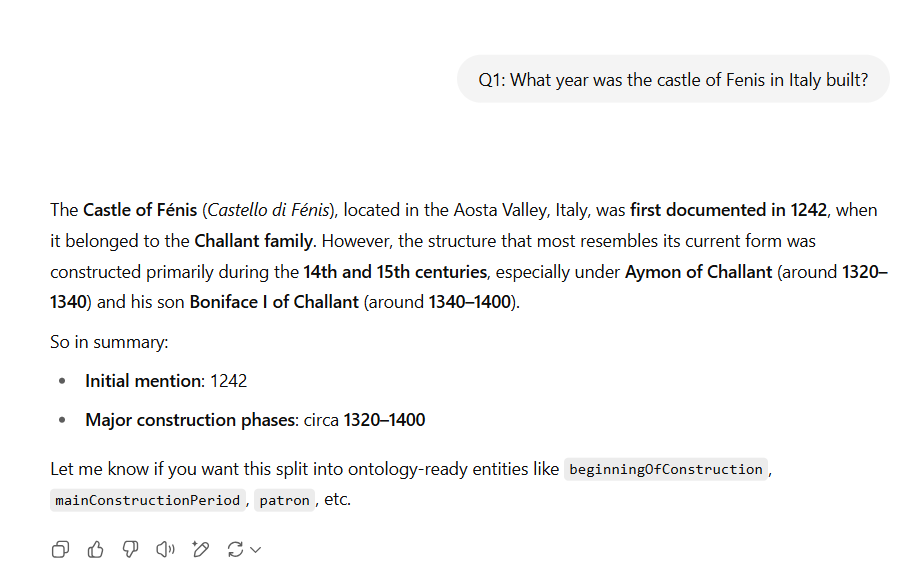 Q1: What year was the castle of Fenis in Italy built?
The Castle of Fénis (Castello di Fénis), located in the Aosta Valley, Italy, was first documented in 1242, when
it belonged to the Challant family. However, the structure that most resembles its current form was
constructed primarily during the 14th and 15th centuries, especially under Aymon of Challant (around 1320–
1340) and his son Boniface I of Challant (around 1340–1400).
So in summary:
• Initial mention: 1242
• Major construction phases: circa 1320–1400
Let me know if you want this split into ontology-ready entities like beginningOfConstruction,
mainConstructionPeriod, patron, etc.